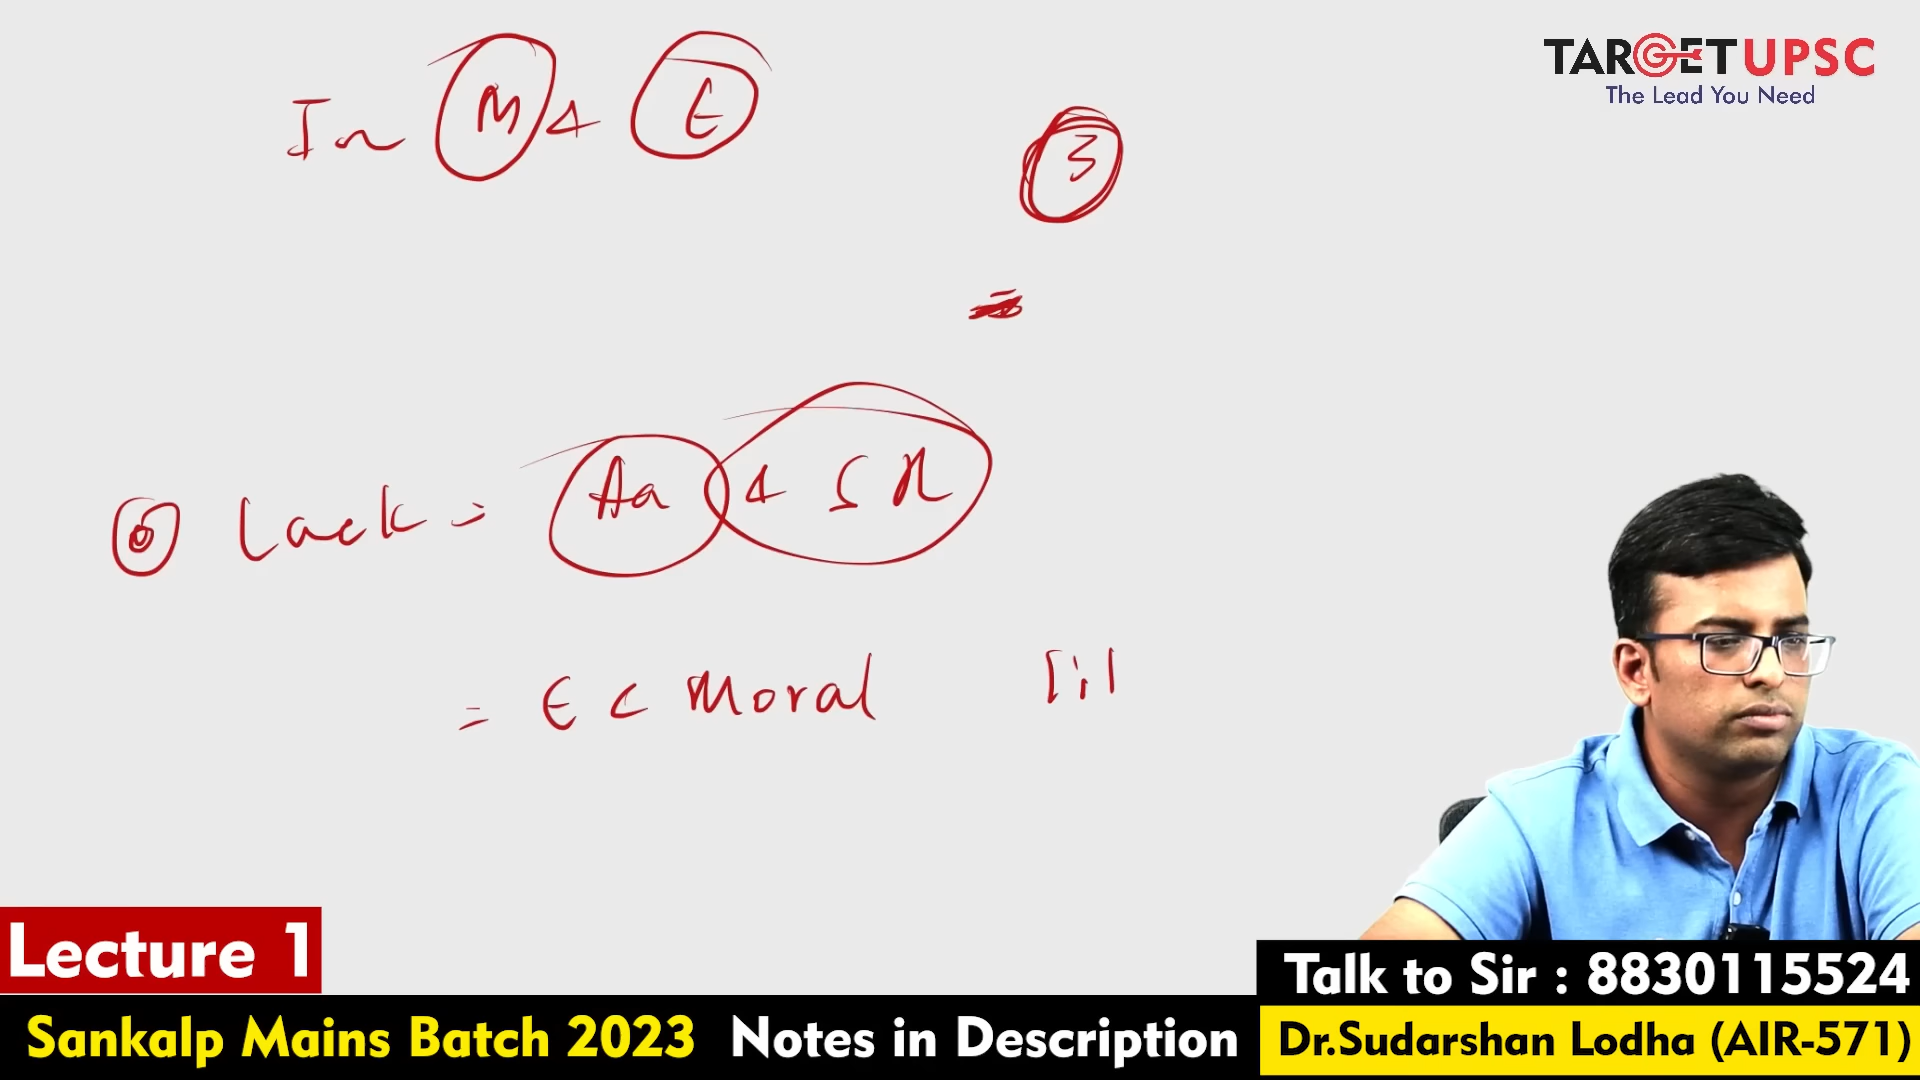 TARGET UPSC
The Lead You Need
In M & E
3
Lack = Aa & S R
= E C Moral
Lecture 1
Talk to Sir : 8830115524
Sankalp Mains Batch 2023 Notes in Description
Dr.Sudarshan Lodha (AIR-571)